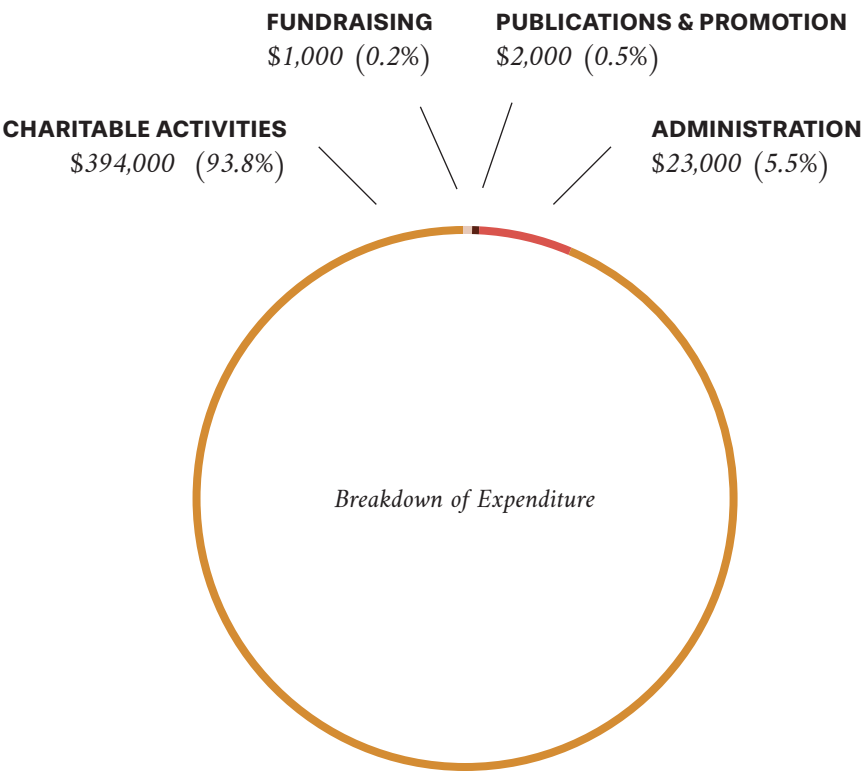 FUNDRAISING
$1,000 (0.2%)
PUBLICATIONS & PROMOTION
$2,000 (0.5%)
CHARITABLE ACTIVITIES
$394,000 (93.8%)
ADMINISTRATION
$23,000 (5.5%)
Breakdown of Expenditure